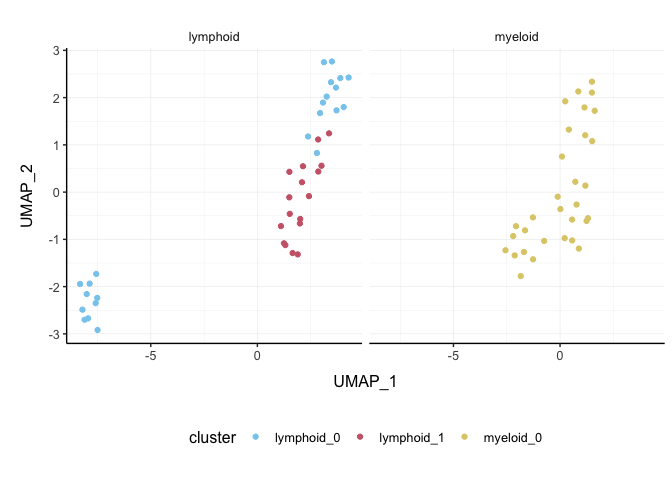 lymphoid
myeloid
3
2
1
0
-1
-2
-3
UMAP_2
-5
0
-5
0
UMAP_1
cluster
lymphoid_0
lymphoid_1
myeloid_0